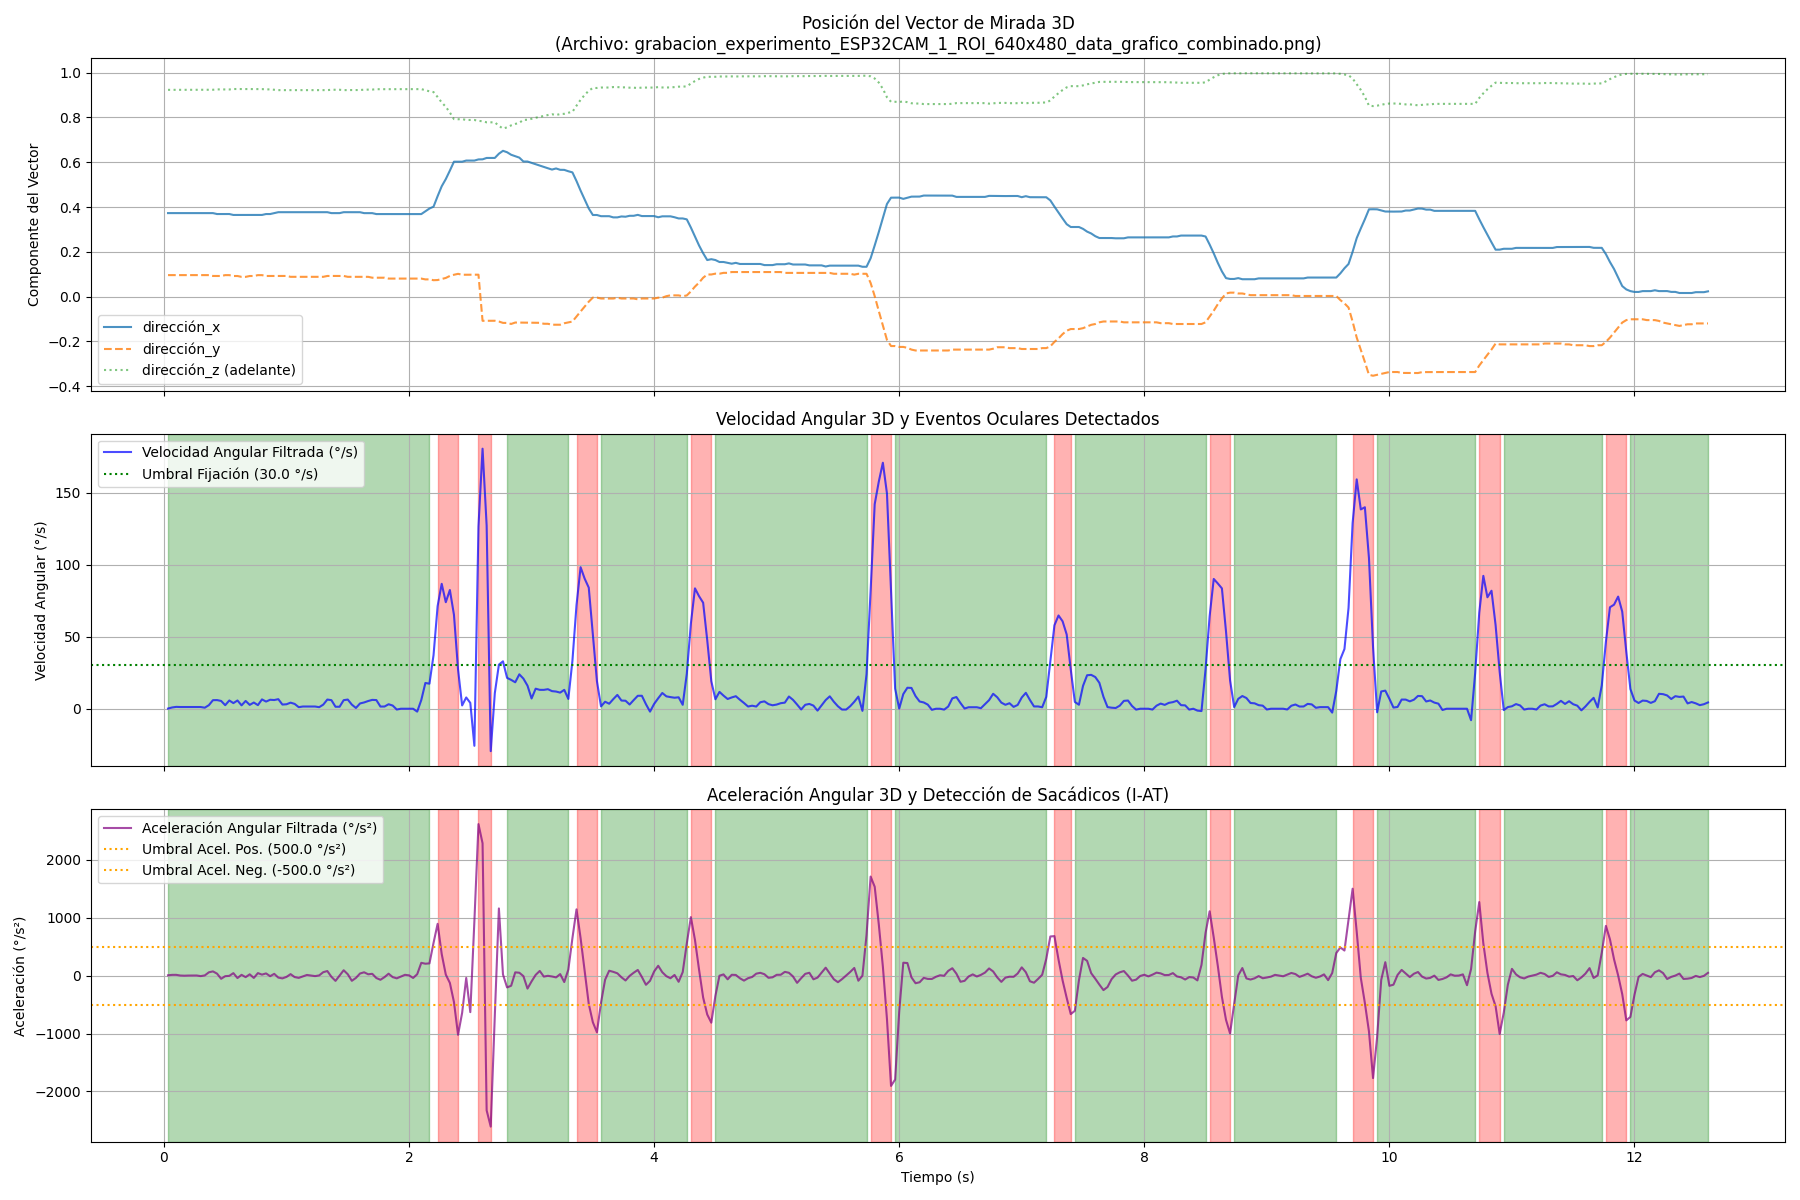 Posición del Vector de Mirada 3D
(Archivo: grabacion_experimento_ESP32CAM_1_ROI_640x480_data_grafico_combinado.png)
Componente del Vector
1.0
0.8
0.6
0.4
0.2
0.0
−0.2
−0.4
dirección_x
dirección_y
dirección_z (adelante)
Velocidad Angular 3D y Eventos Oculares Detectados
Velocidad Angular (°/s)
150
100
50
0
Velocidad Angular Filtrada (°/s)
Umbral Fijación (30.0 °/s)
Aceleración Angular 3D y Detección de Sacádicos (I-AT)
Aceleración (°/s²)
2000
1000
0
−1000
−2000
Aceleración Angular Filtrada (°/s²)
Umbral Acel. Pos. (500.0 °/s²)
Umbral Acel. Neg. (-500.0 °/s²)
0 2 4 6 8 10 12
Tiempo (s)